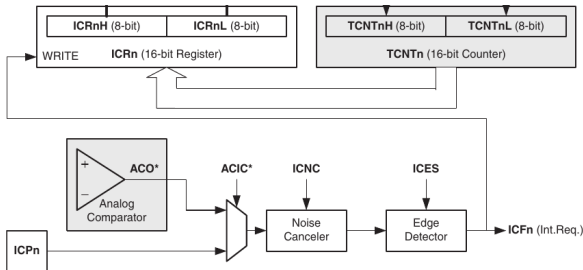 ICRnH (8-bit) ICRnL (8-bit)
TCNTnH (8-bit) TCNTnL (8-bit)
WRITE ICRn (16-bit Register)
TCNTn (16-bit Counter)
+
ACO*
ACIC*
ICNC
ICES
−
Analog
Comparator
Noise
Canceler
Edge
Detector
ICFn (Int.Req.)
ICPn